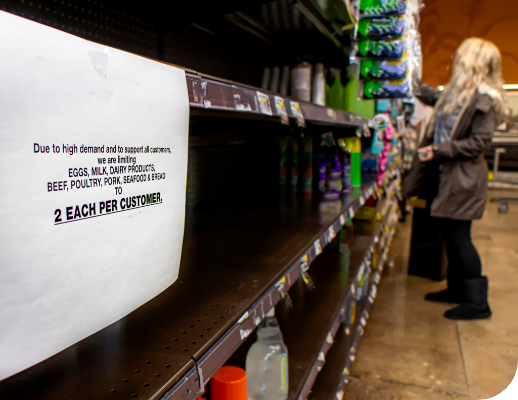 Due to high demand and to support all customers,
we are limiting
EGGS, MILK, DAIRY PRODUCTS,
BEEF, POULTRY, PORK, SEAFOOD & BREAD
TO
2 EACH PER CUSTOMER.